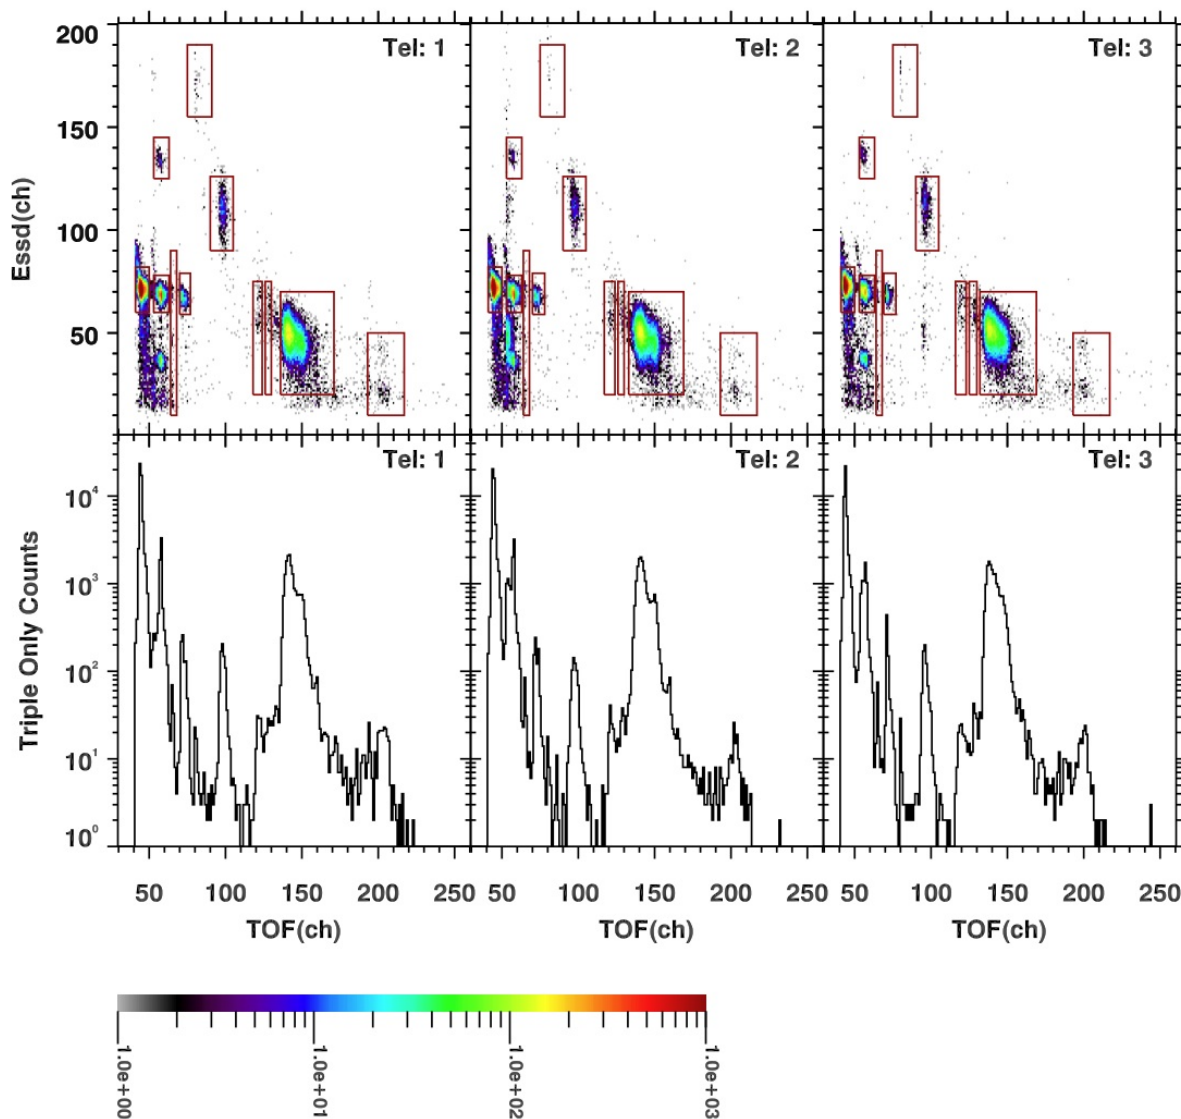 Tel: 1 Tel: 2 Tel: 3
200
150
100
50
Essd(ch)
Tel: 1 Tel: 2 Tel: 3
10⁴
10³
10²
10¹
10⁰
Triple Only Counts
50 100 150 200 250 50 100 150 200 250 50 100 150 200 250
TOF(ch) TOF(ch) TOF(ch)
1.0e+00 1.0e+01 1.0e+02 1.0e+03